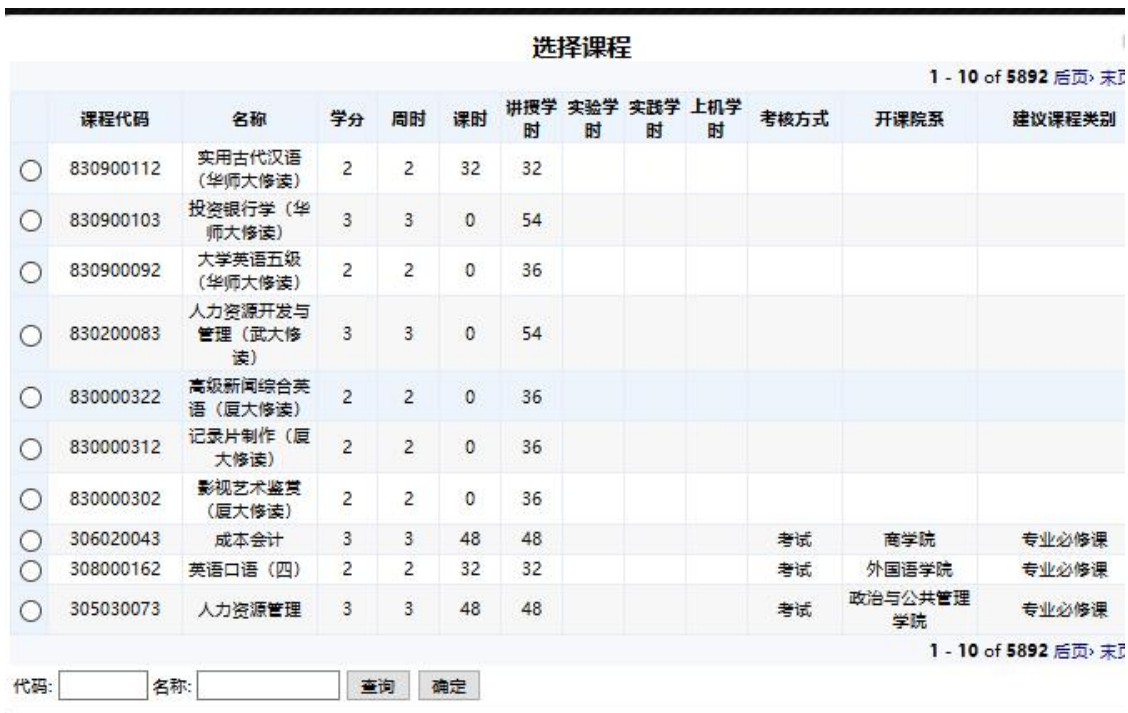 选择课程
1 - 10 of 5892 后页› 末页
课程代码 名称 学分 周时 课时 讲授学时 实验学时 实践学时 上机学时 考核方式 开课院系 建议课程类别
830900112 实用古代汉语（华师大修读） 2 2 32 32
830900103 投资银行学（华师大修读） 3 3 0 54
830900092 大学英语五级（华师大修读） 2 2 0 36
830200083 人力资源开发与管理（武大修读） 3 3 0 54
830000322 高级新闻综合英语（厦大修读） 2 2 0 36
830000312 记录片制作（厦大修读） 2 2 0 36
830000302 影视艺术鉴赏（厦大修读） 2 2 0 36
306020043 成本会计 3 3 48 48 考试 商学院 专业必修课
308000162 英语口语（四） 2 2 32 32 考试 外国语学院 专业必修课
305030073 人力资源管理 3 3 48 48 考试 政治与公共管理学院 专业必修课
1 - 10 of 5892 后页› 末页
代码: 名称: 查询 确定